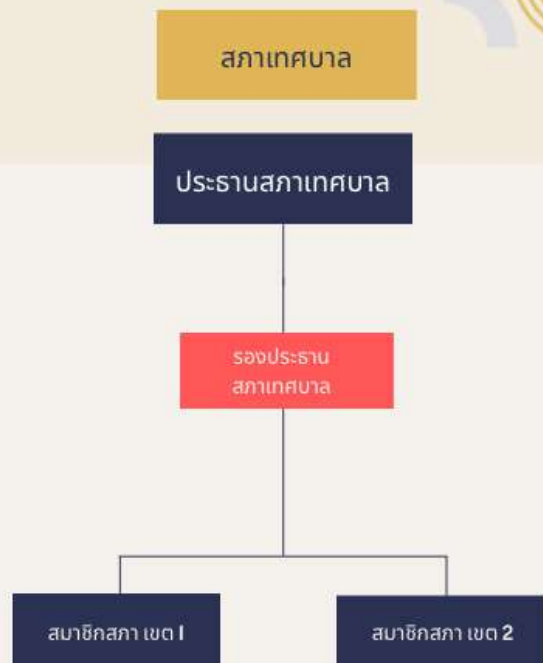 สภาเทศบาล
ประธานสภาเทศบาล
รองประธาน
สภาเทศบาล
สมาชิกสภา เขต 1
สมาชิกสภา เขต 2